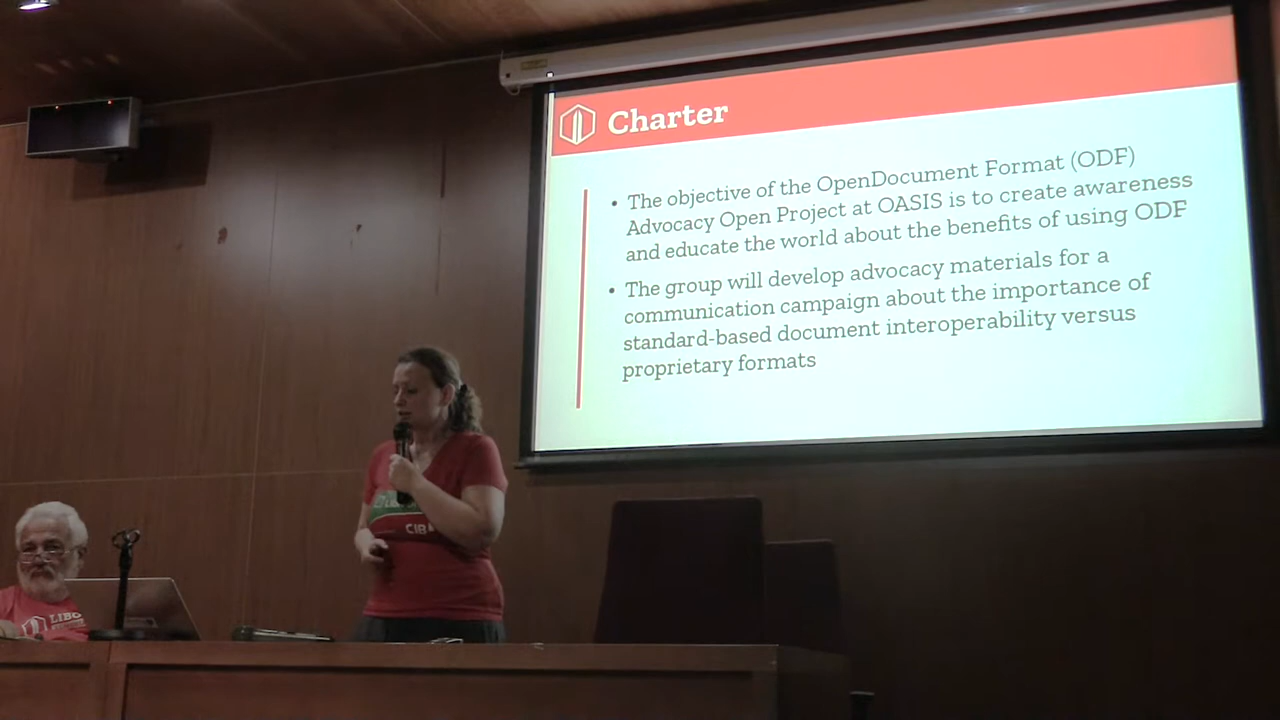 Charter
• The objective of the OpenDocument Format (ODF)
Advocacy Open Project at OASIS is to create awareness
and educate the world about the benefits of using ODF
• The group will develop advocacy materials for a
communication campaign about the importance of
standard-based document interoperability versus
proprietary formats
CIB
LIBO